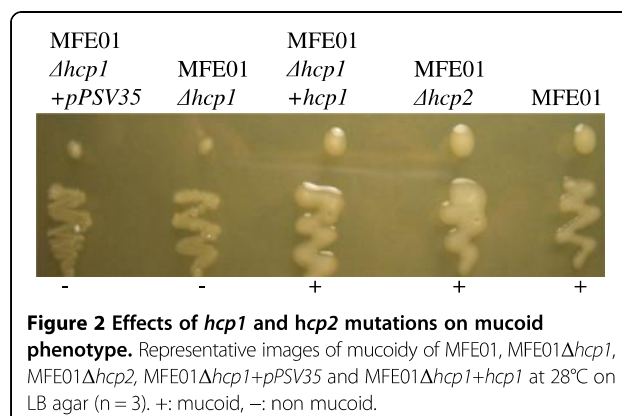 MFE01 MFE01
Δhcp1 MFE01 Δhcp1 MFE01
+pPSV35 Δhcp1 +hcp1 Δhcp2 MFE01
- - + + +
Figure 2 Effects of hcp1 and hcp2 mutations on mucoid
phenotype. Representative images of mucoidy of MFE01, MFE01Δhcp1,
MFE01Δhcp2, MFE01Δhcp1+pPSV35 and MFE01Δhcp1+hcp1 at 28°C on
LB agar (n = 3). +: mucoid, −: non mucoid.